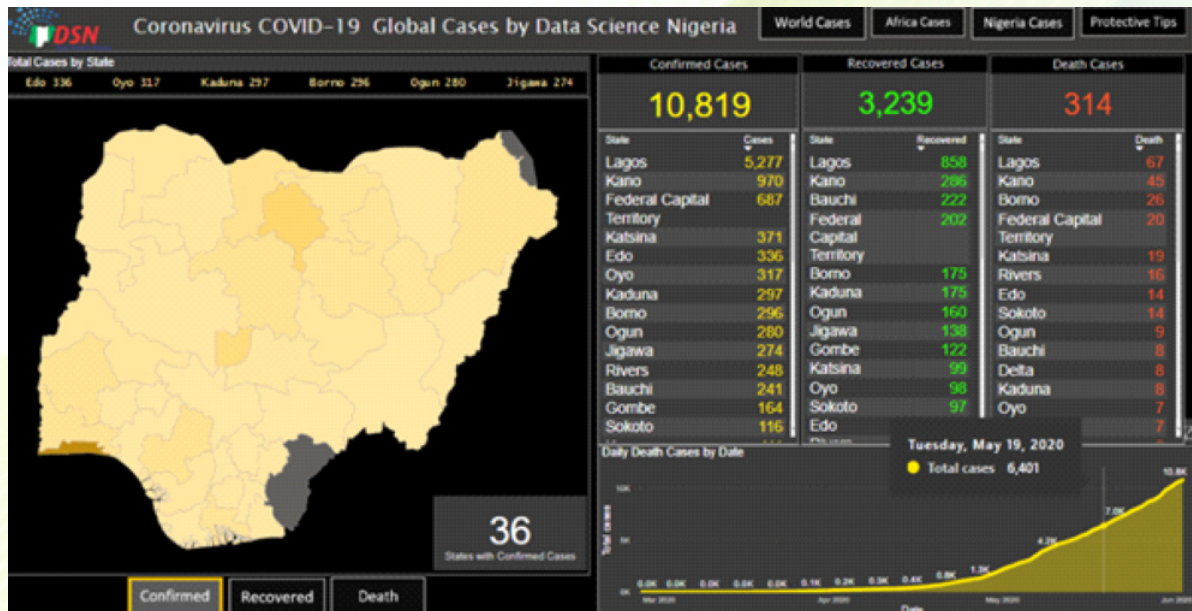 DSN
Coronavirus COVID-19 Global Cases by Data Science Nigeria
World Cases
Africa Cases
Nigeria Cases
Protective Tips
Total Cases by State
Edo 336
Oyo 317
Kaduna 297
Borno 296
Ogun 280
Jigawa 274
36
States with Confirmed Cases
Confirmed
Recovered
Death
Confirmed Cases
10,819
State Cases
Lagos 5,277
Kano 970
Federal Capital 687
Territory
Katsina 371
Edo 336
Oyo 317
Kaduna 297
Borno 296
Ogun 280
Jigawa 274
Rivers 248
Bauchi 241
Gombe 164
Sokoto 116
Recovered Cases
3,239
State Recovered
Lagos 858
Kano 286
Bauchi 222
Federal 202
Capital
Territory
Borno 175
Kaduna 175
Ogun 160
Jigawa 138
Gombe 122
Katsina 99
Oyo 98
Sokoto 97
Edo
Death Cases
314
State Death
Lagos 67
Kano 45
Borno 26
Federal Capital 20
Territory
Katsina 19
Rivers 16
Edo 14
Sokoto 14
Ogun 9
Bauchi 8
Delta 8
Kaduna 8
Oyo 7
7
Daily Death Cases by Date
Tuesday, May 19, 2020
Total cases 6,401
Total cases
10K
5K
0K
0.0K 0.0K 0.0K 0.0K 0.0K 0.1K 0.2K 0.3K 0.4K 0.8K 1.3K 4.2K 7.0K 10.8K
Mar 2020
Apr 2020
May 2020
Jun 2020
Date